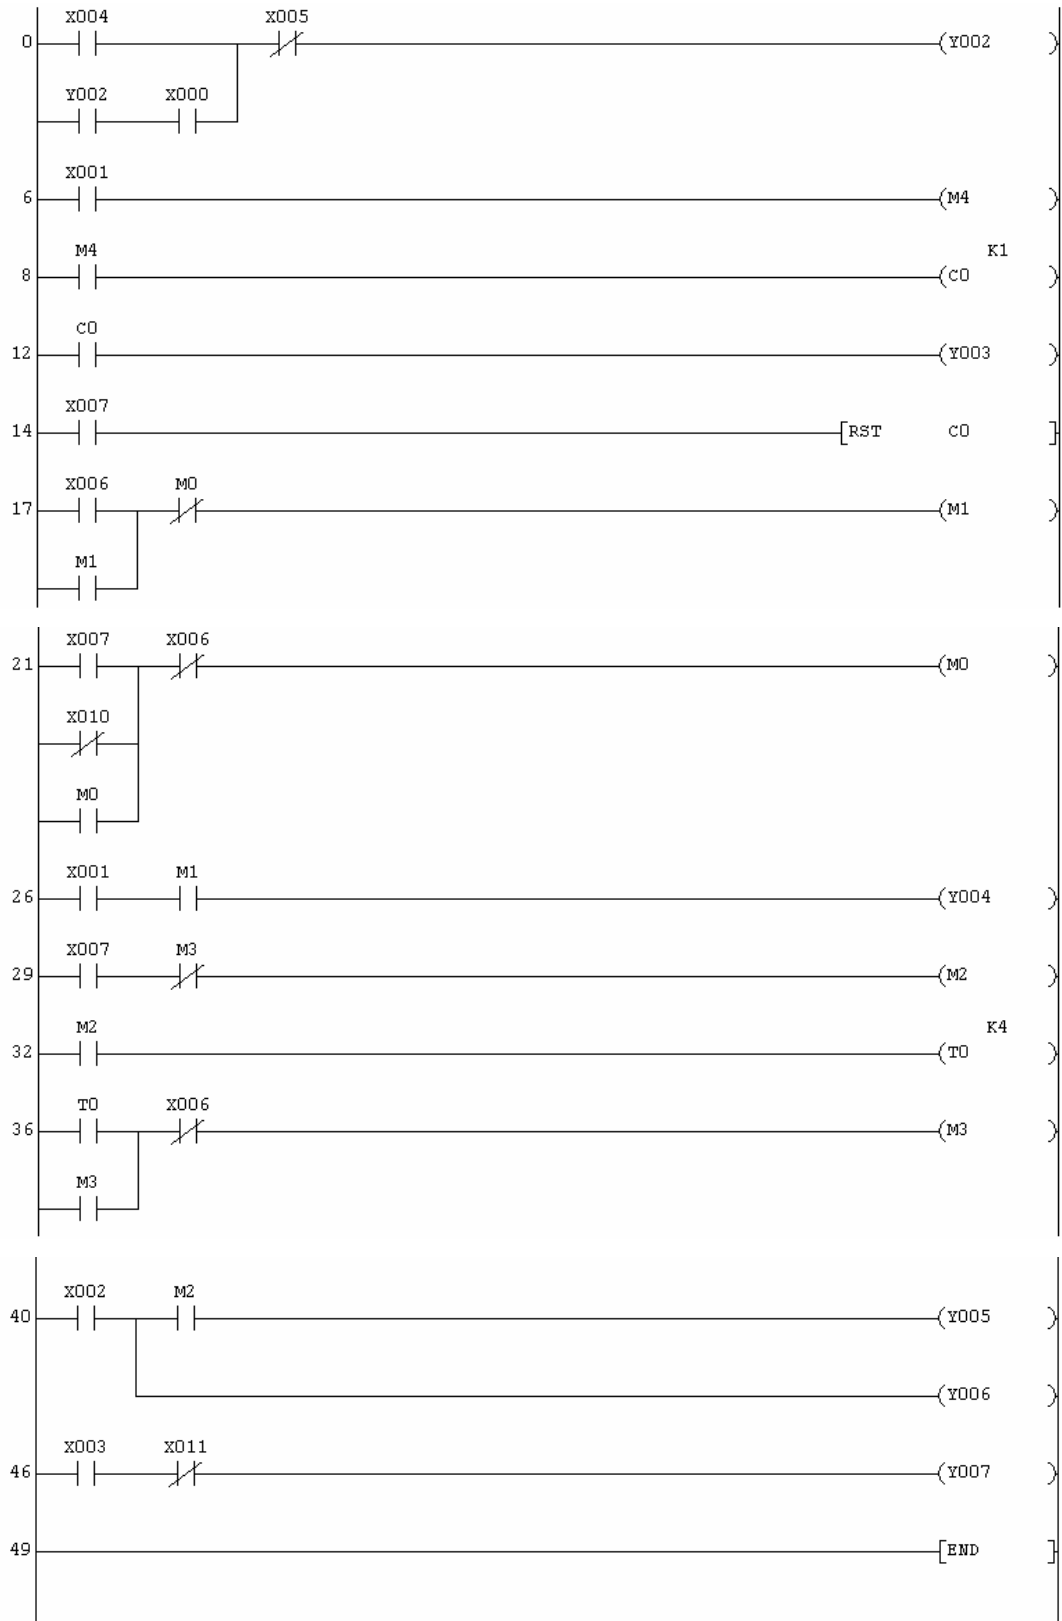 X004 X005
0 Y002
Y002 X000
X001
6 M4
M4 K1
8 C0
C0
12 Y003
X007
14 RST C0
X006 M0
17 M1
M1
X007 X006
21 M0
X010
M0
X001 M1
26 Y004
X007 M3
29 M2
M2 K4
32 T0
T0 X006
36 M3
M3
X002 M2
40 Y005
Y006
X003 X011
46 Y007
49 END